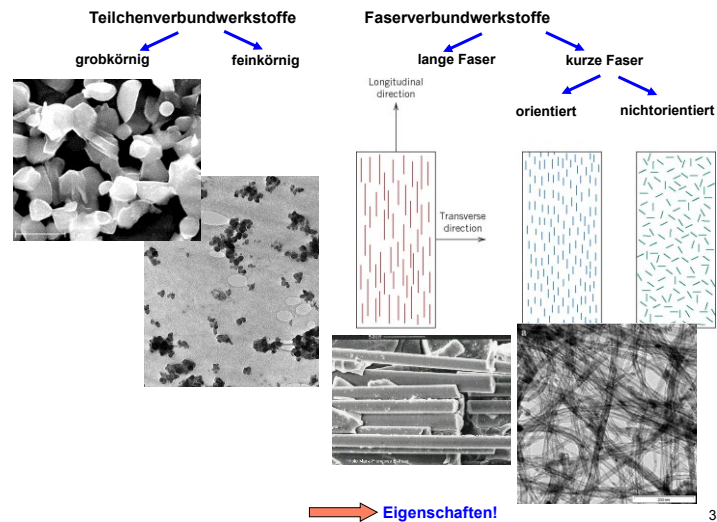 Teilchenverbundwerkstoffe
Faserverbundwerkstoffe
grobkörnig
feinkörnig
lange Faser
kurze Faser
Longitudinal
direction
orientiert
nichtorientiert
Transverse
direction
Eigenschaften!
3